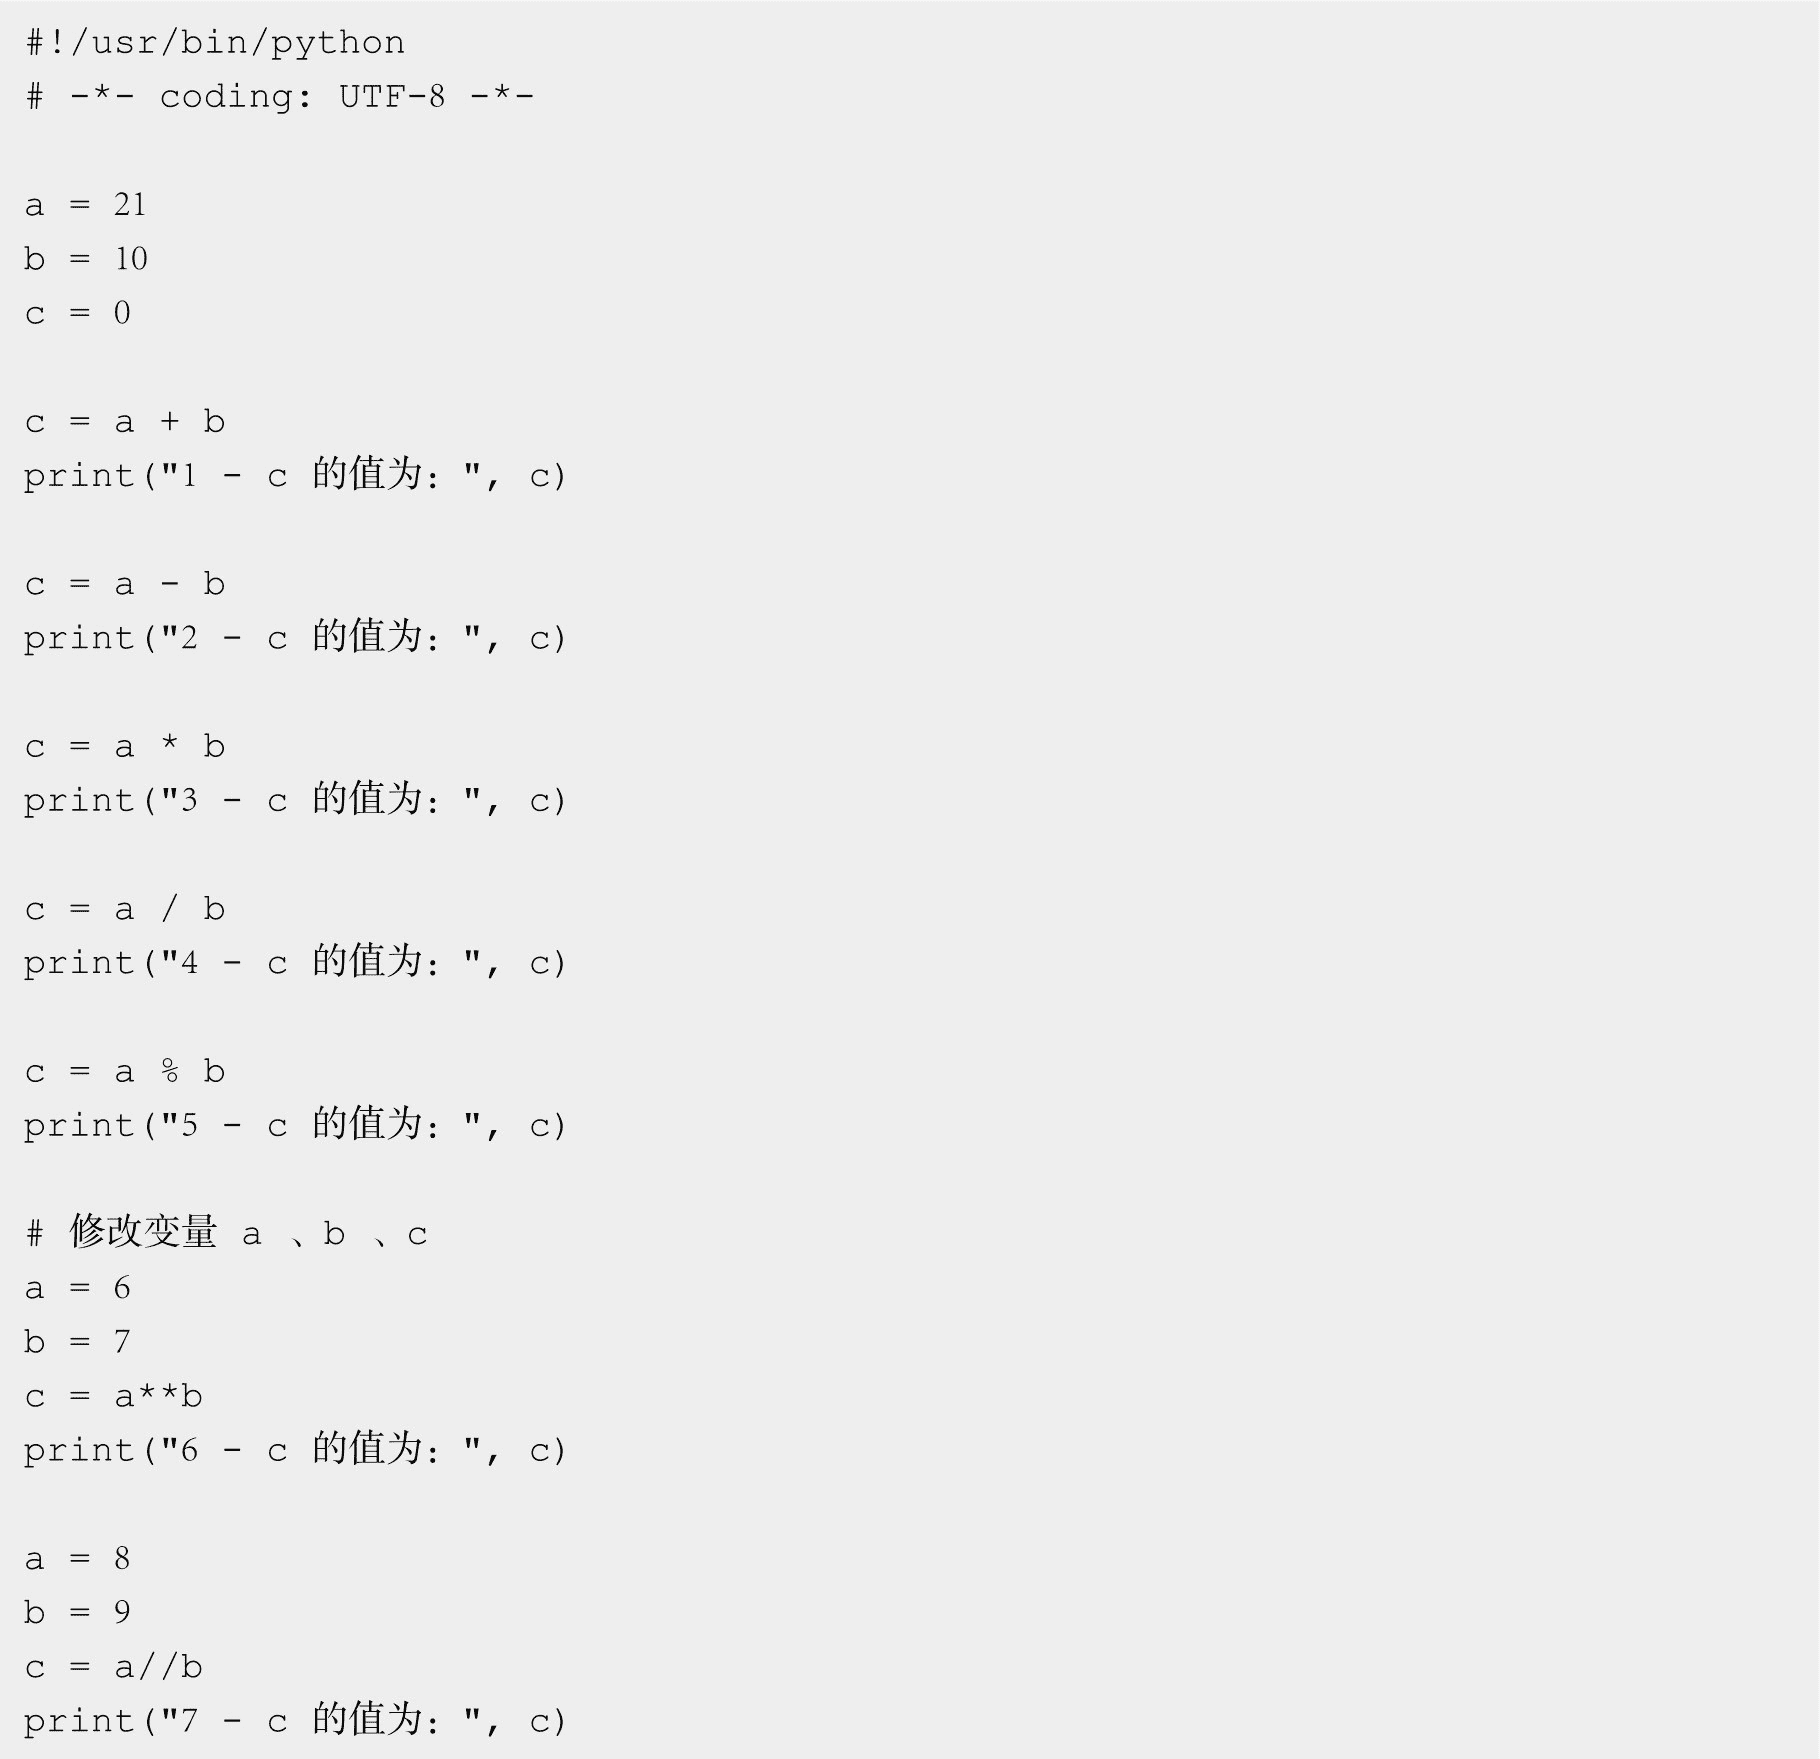 #!/usr/bin/python
# -*- coding: UTF-8 -*-
a = 21
b = 10
c = 0
c = a + b
print("1 - c 的值为：", c)
c = a - b
print("2 - c 的值为：", c)
c = a * b
print("3 - c 的值为：", c)
c = a / b
print("4 - c 的值为：", c)
c = a % b
print("5 - c 的值为：", c)
# 修改变量 a 、b 、c
a = 6
b = 7
c = a**b
print("6 - c 的值为：", c)
a = 8
b = 9
c = a//b
print("7 - c 的值为：", c)